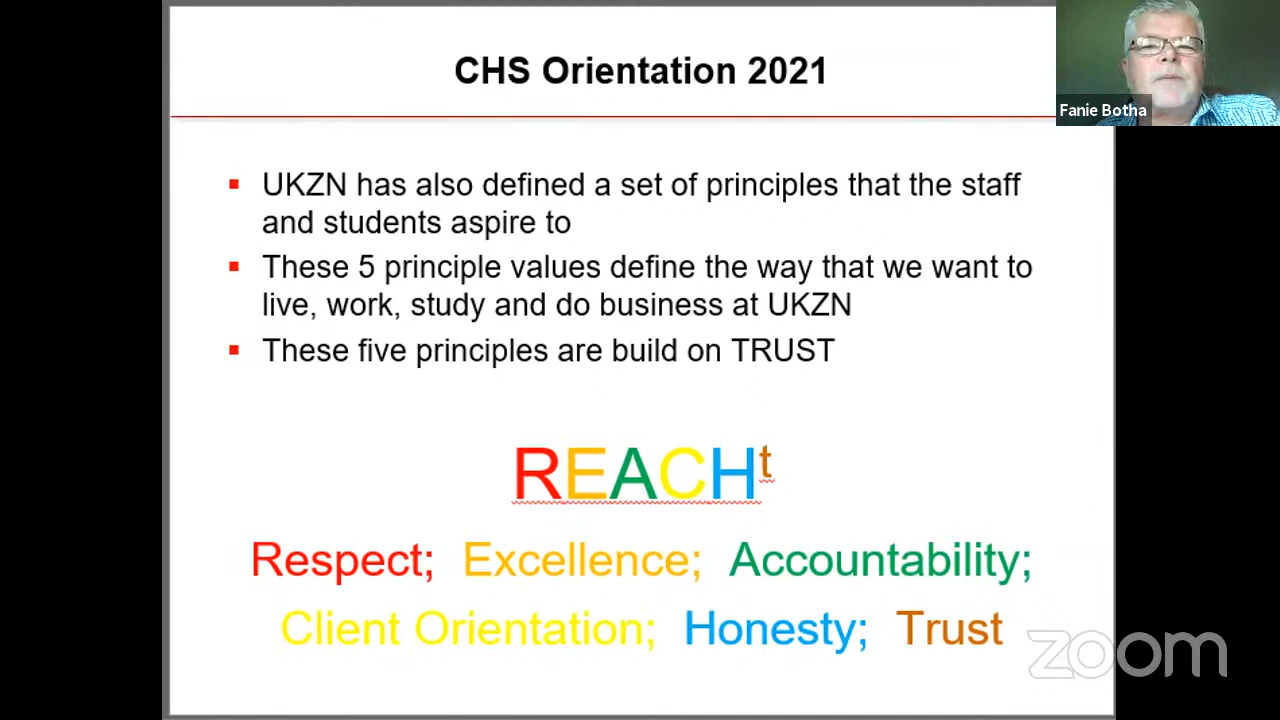 CHS Orientation 2021
Fanie Botha
UKZN has also defined a set of principles that the staff
and students aspire to
These 5 principle values define the way that we want to
live, work, study and do business at UKZN
These five principles are build on TRUST
REACHt
Respect; Excellence; Accountability;
Client Orientation; Honesty; Trust
zoom